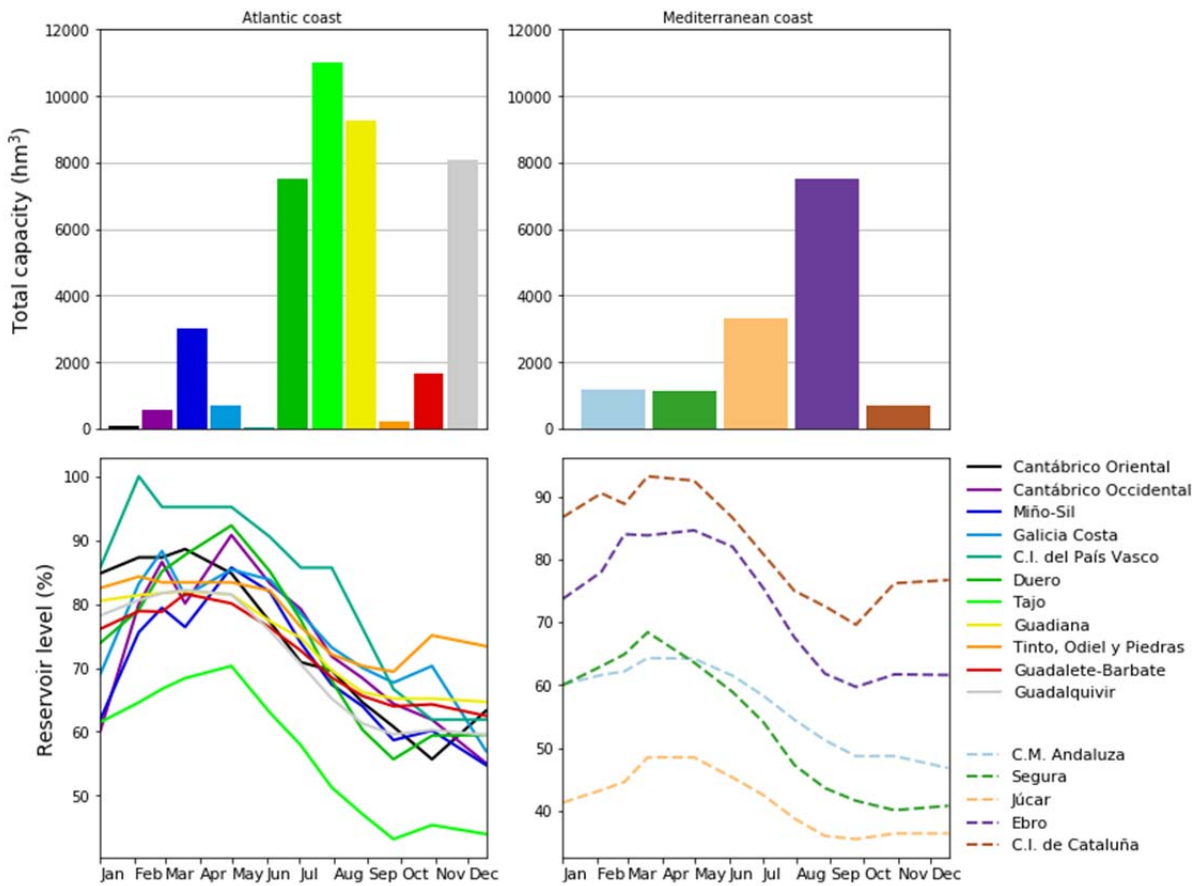 Atlantic coast
Mediterranean coast
Total capacity (hm³)
12000
10000
8000
6000
4000
2000
0
12000
10000
8000
6000
4000
2000
0
Reservoir level (%)
100
90
80
70
60
50
Jan Feb Mar Apr May Jun Jul Aug Sep Oct Nov Dec
90
80
70
60
50
40
Jan Feb Mar Apr May Jun Jul Aug Sep Oct Nov Dec
Cantábrico Oriental
Cantábrico Occidental
Miño-Sil
Galicia Costa
C.I. del País Vasco
Duero
Tajo
Guadiana
Tinto, Odiel y Piedras
Guadalete-Barbate
Guadalquivir
C.M. Andaluza
Segura
Júcar
Ebro
C.I. de Cataluña